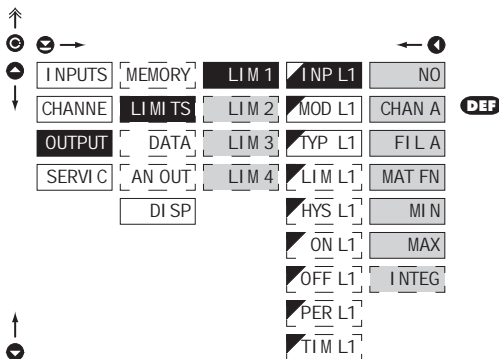 INPUTS MEMORY LIM 1 INP L1 NO
CHANNE LIMITS LIM 2 MOD L1 CHAN A DEF
OUTPUT DATA LIM 3 TYP L1 FIL A
SERVIC AN OUT LIM 4 LIM L1 MAT FN
DISP HYS L1 MIN
ON L1 MAX
OFF L1 INTEG
PER L1
TIM L1